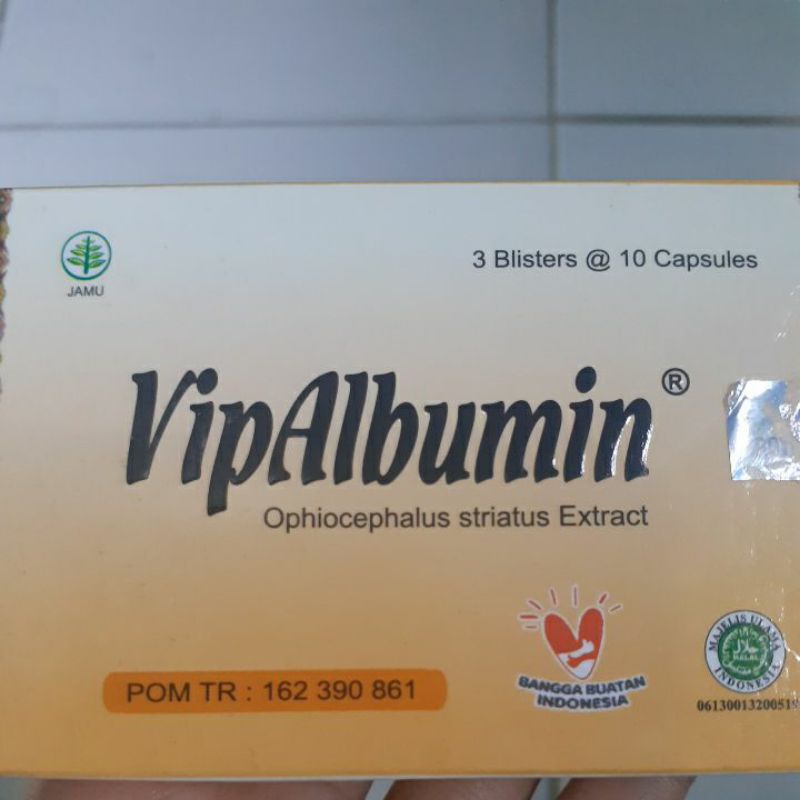 JAMU
3 Blisters @ 10 Capsules
VipAlbumin®
Ophiocephalus striatus Extract
BANGGA BUATAN
INDONESIA
MAJELIS ULAMA
HALAL
INDONESIA
POM TR : 162 390 861